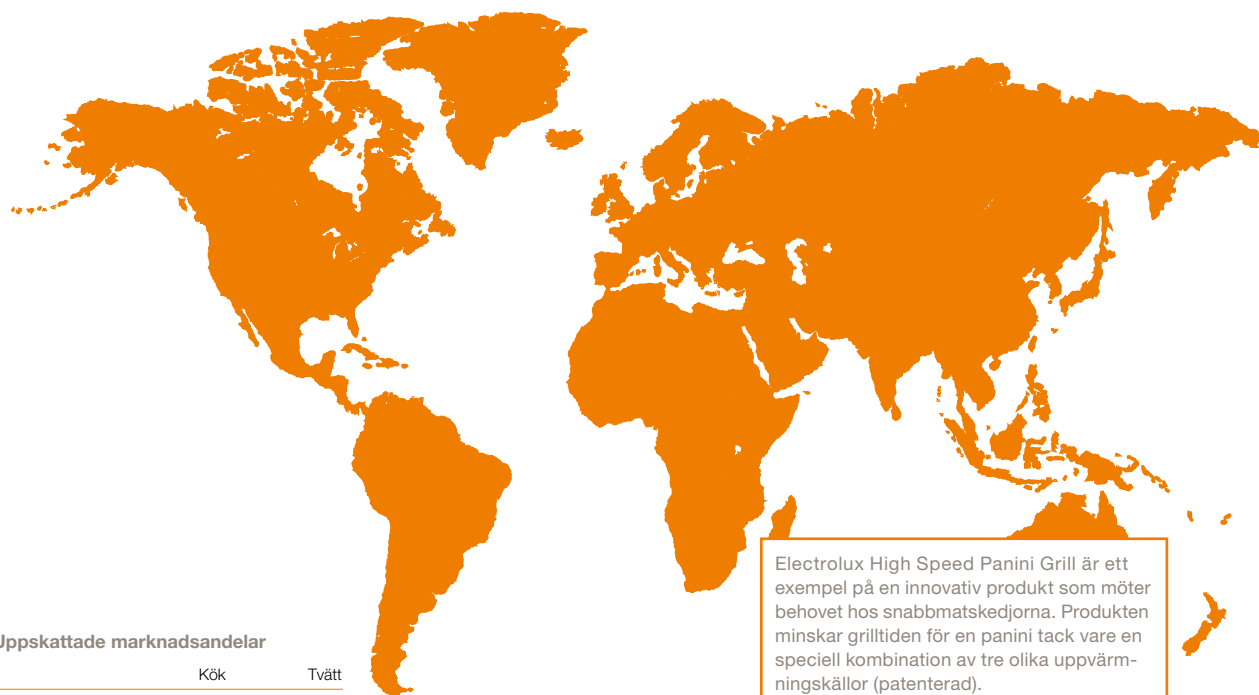 Electrolux High Speed Panini Grill är ett
exempel på en innovativ produkt som möter
behovet hos snabbmatskedjorna. Produkten
minskar grilltiden för en panini tack vare en
speciell kombination av tre olika uppvärm-
ningskällor (patenterad).
Uppskattade marknadsandelar
Kök Tvätt